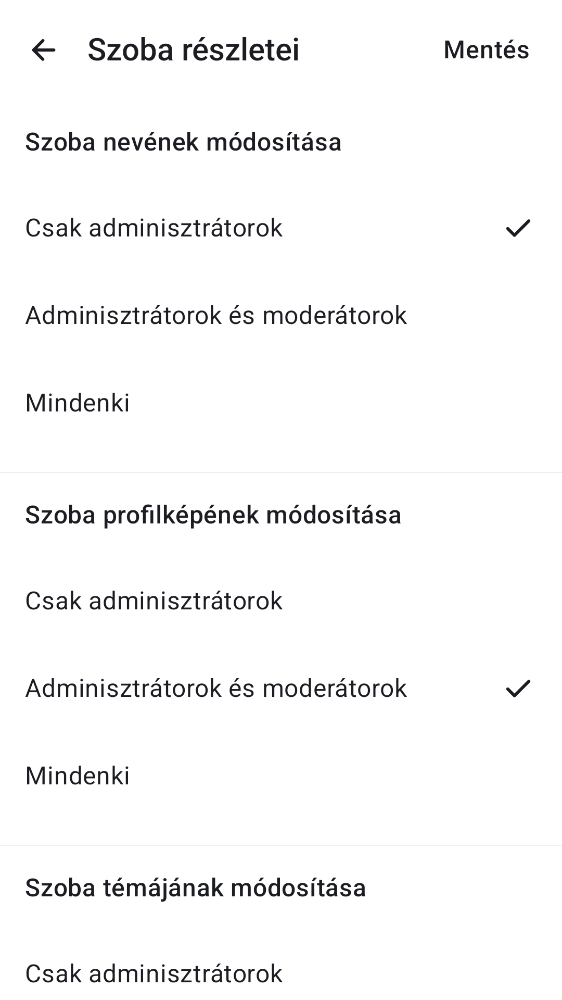 Szoba részletei
Mentés
Szoba nevének módosítása
Csak adminisztrátorok
Adminisztrátorok és moderátorok
Mindenki
Szoba profilképének módosítása
Csak adminisztrátorok
Adminisztrátorok és moderátorok
Mindenki
Szoba témájának módosítása
Csak adminisztrátorok